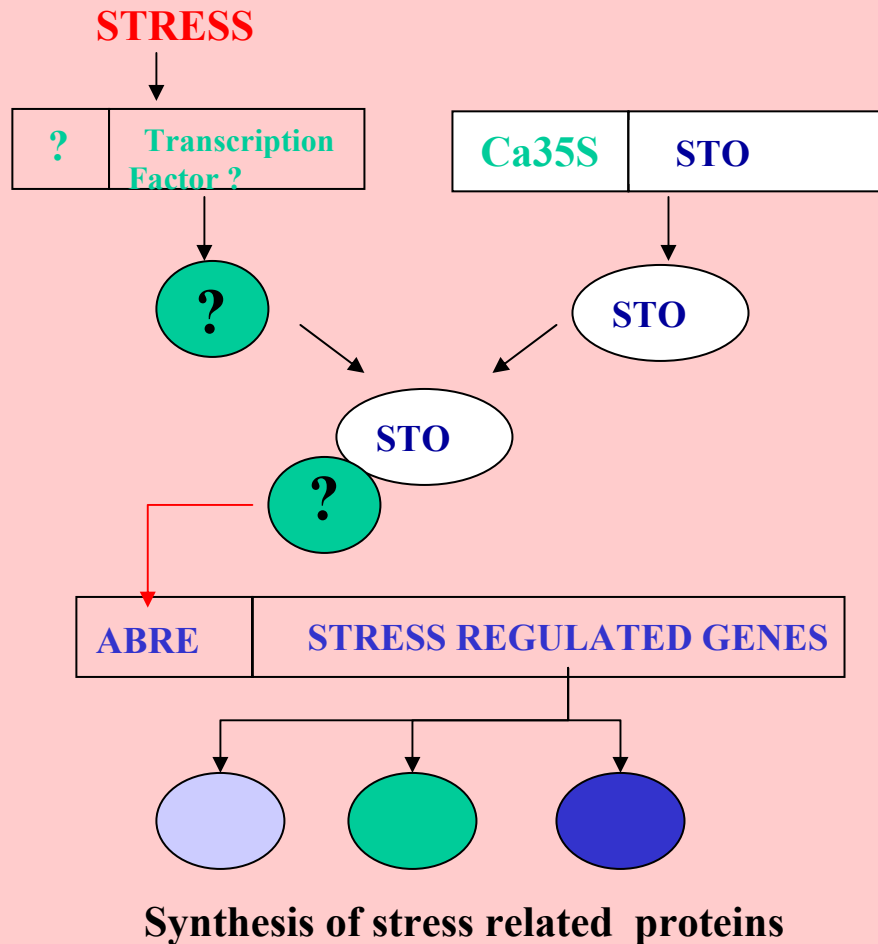 STRESS
? Transcription
Factor ?
Ca35S STO
?
STO
STO
?
ABRE STRESS REGULATED GENES
Synthesis of stress related proteins